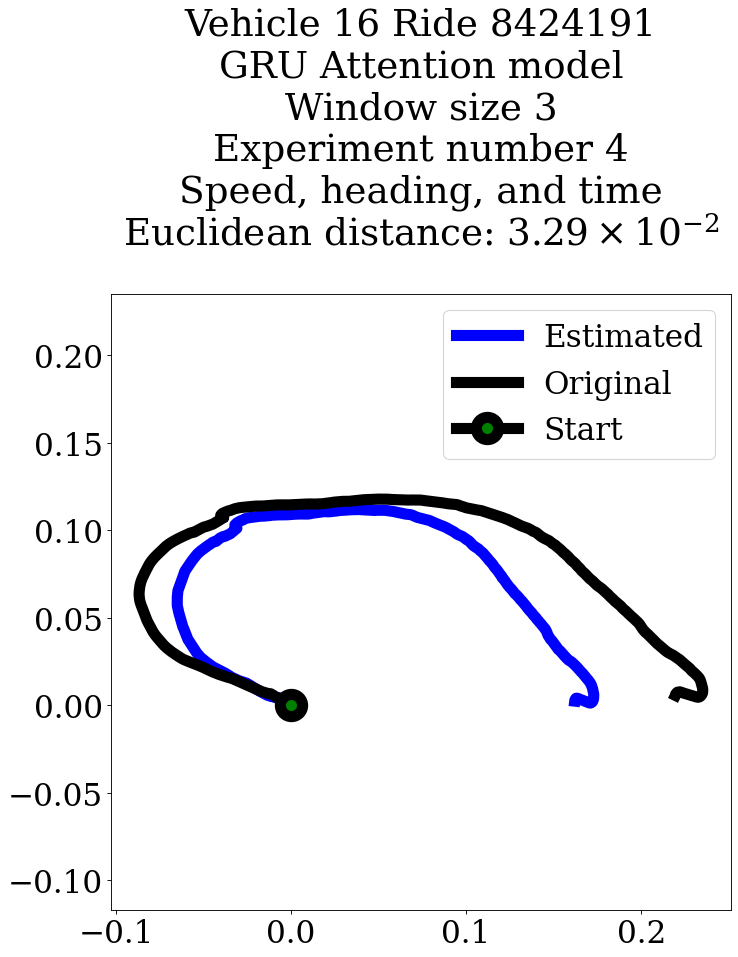 Vehicle 16 Ride 8424191
GRU Attention model
Window size 3
Experiment number 4
Speed, heading, and time
Euclidean distance: 3.29 × 10⁻²
Estimated
Original
Start
0.20
0.15
0.10
0.05
0.00
−0.05
−0.10
−0.1
0.0
0.1
0.2